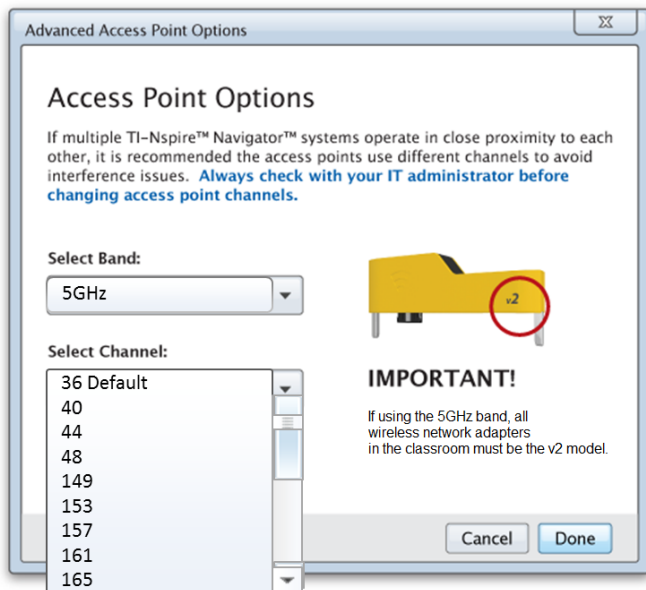 Advanced Access Point Options
Access Point Options
If multiple TI-Nspire™ Navigator™ systems operate in close proximity to each
other, it is recommended the access points use different channels to avoid
interference issues. Always check with your IT administrator before
changing access point channels.
Select Band:
5GHz
v2
Select Channel:
36 Default
40
44
48
149
153
157
161
165
IMPORTANT!
If using the 5GHz band, all
wireless network adapters
in the classroom must be the v2 model.
Cancel
Done